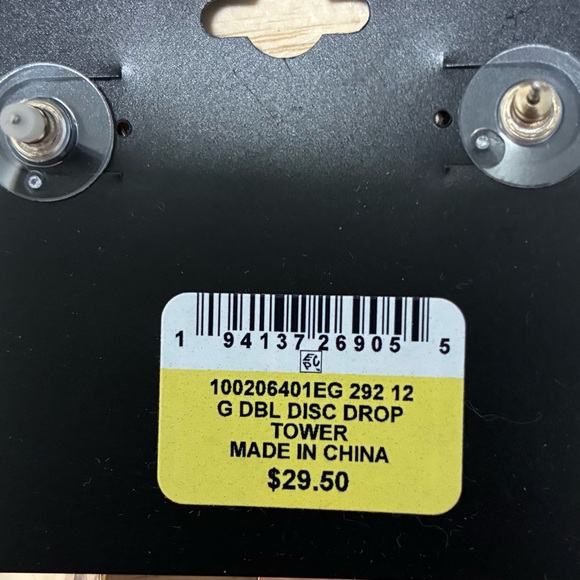 1 94137 26905 5
100206401EG 292 12
G DBL DISC DROP
TOWER
MADE IN CHINA
$29.50